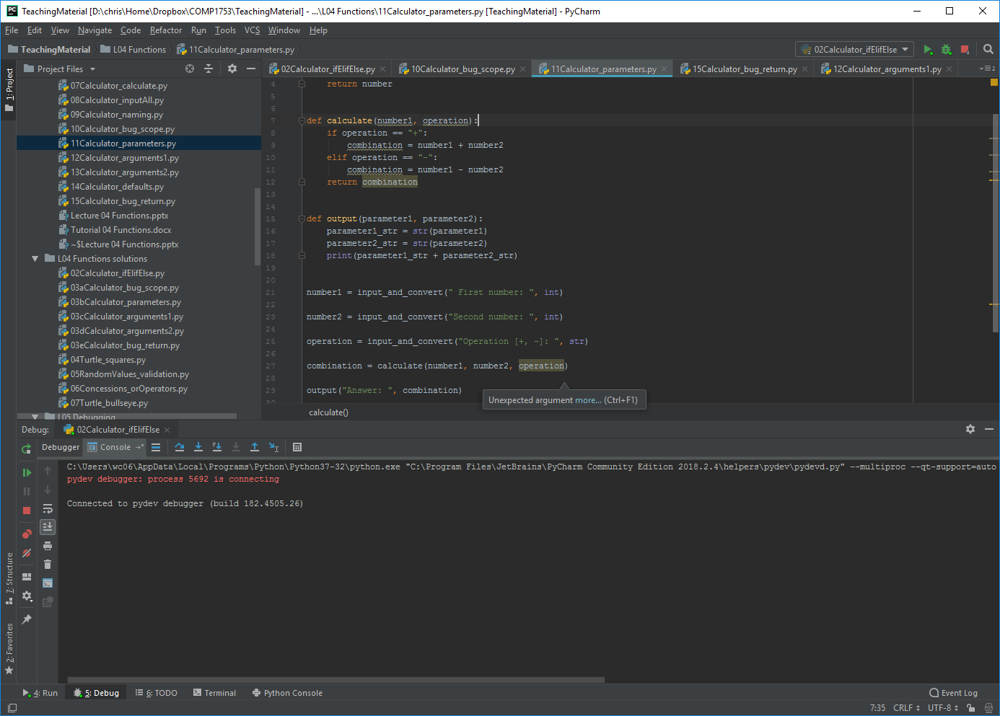 TeachingMaterial [D:\chris\Home\Dropbox\COMP1753\TeachingMaterial] - ...\L04 Functions\11Calculator_parameters.py [TeachingMaterial] - PyCharm
File Edit View Navigate Code Refactor Run Tools VCS Window Help
TeachingMaterial L04 Functions 11Calculator_parameters.py 02Calculator_ifElifElse
1: Project
Project Files
07Calculator_calculate.py
08Calculator_inputAll.py
09Calculator_naming.py
10Calculator_bug_scope.py
11Calculator_parameters.py
12Calculator_arguments1.py
13Calculator_arguments2.py
14Calculator_defaults.py
15Calculator_bug_return.py
Lecture 04 Functions.pptx
Tutorial 04 Functions.docx
~$Lecture 04 Functions.pptx
L04 Functions solutions
02Calculator_ifElifElse.py
03aCalculator_bug_scope.py
03bCalculator_parameters.py
03cCalculator_arguments1.py
03dCalculator_arguments2.py
03eCalculator_bug_return.py
04Turtle_squares.py
05RandomValues_validation.py
06Concessions_orOperators.py
07Turtle_bullseye.py
L05 Debugging
02Calculator_ifElifElse.py 10Calculator_bug_scope.py 11Calculator_parameters.py 15Calculator_bug_return.py 12Calculator_arguments1.py 2
4 return number
5
6
7 def calculate(number1, operation):
8 if operation == "+":
9 combination = number1 + number2
10 elif operation == "-":
11 combination = number1 - number2
12 return combination
13
14
15 def output(parameter1, parameter2):
16 parameter1_str = str(parameter1)
17 parameter2_str = str(parameter2)
18 print(parameter1_str + parameter2_str)
19
20
21 number1 = input_and_convert(" First number: ", int)
22
23 number2 = input_and_convert("Second number: ", int)
24
25 operation = input_and_convert("Operation [+, -]: ", str)
26
27 combination = calculate(number1, number2, operation)
28
29 output("Answer: ", combination)
30
Unexpected argument more... (Ctrl+F1)
calculate()
Debug: 02Calculator_ifElifElse
Debugger Console
C:\Users\wc06\AppData\Local\Programs\Python\Python37-32\python.exe "C:\Program Files\JetBrains\PyCharm Community Edition 2018.2.4\helpers\pydev\pydevd.py" --multiproc --qt-support=auto
pydev debugger: process 5692 is connecting
Connected to pydev debugger (build 182.4505.26)
7: Structure
2: Favorites
4: Run 5: Debug 6: TODO Terminal Python Console Event Log
7:35 CRLF UTF-8